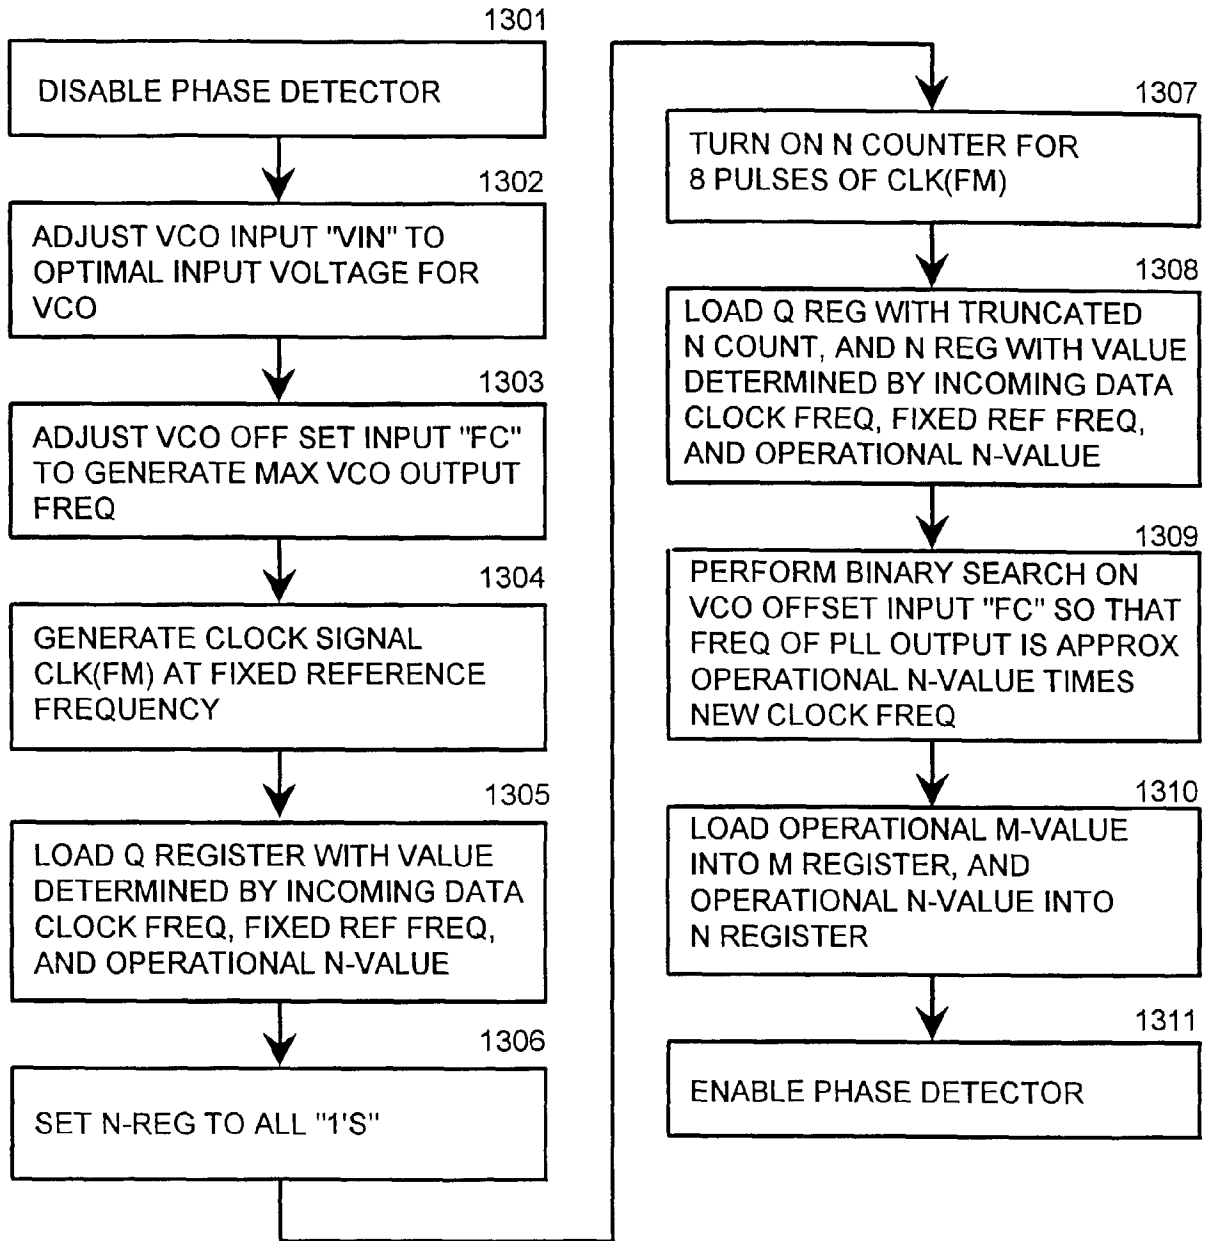 1301
DISABLE PHASE DETECTOR
1302
ADJUST VCO INPUT "VIN" TO
OPTIMAL INPUT VOLTAGE FOR
VCO
1303
ADJUST VCO OFF SET INPUT "FC"
TO GENERATE MAX VCO OUTPUT
FREQ
1304
GENERATE CLOCK SIGNAL
CLK(FM) AT FIXED REFERENCE
FREQUENCY
1305
LOAD Q REGISTER WITH VALUE
DETERMINED BY INCOMING DATA
CLOCK FREQ, FIXED REF FREQ,
AND OPERATIONAL N-VALUE
1306
SET N-REG TO ALL "1'S"
1307
TURN ON N COUNTER FOR
8 PULSES OF CLK(FM)
1308
LOAD Q REG WITH TRUNCATED
N COUNT, AND N REG WITH VALUE
DETERMINED BY INCOMING DATA
CLOCK FREQ, FIXED REF FREQ,
AND OPERATIONAL N-VALUE
1309
PERFORM BINARY SEARCH ON
VCO OFFSET INPUT "FC" SO THAT
FREQ OF PLL OUTPUT IS APPROX
OPERATIONAL N-VALUE TIMES
NEW CLOCK FREQ
1310
LOAD OPERATIONAL M-VALUE
INTO M REGISTER, AND
OPERATIONAL N-VALUE INTO
N REGISTER
1311
ENABLE PHASE DETECTOR